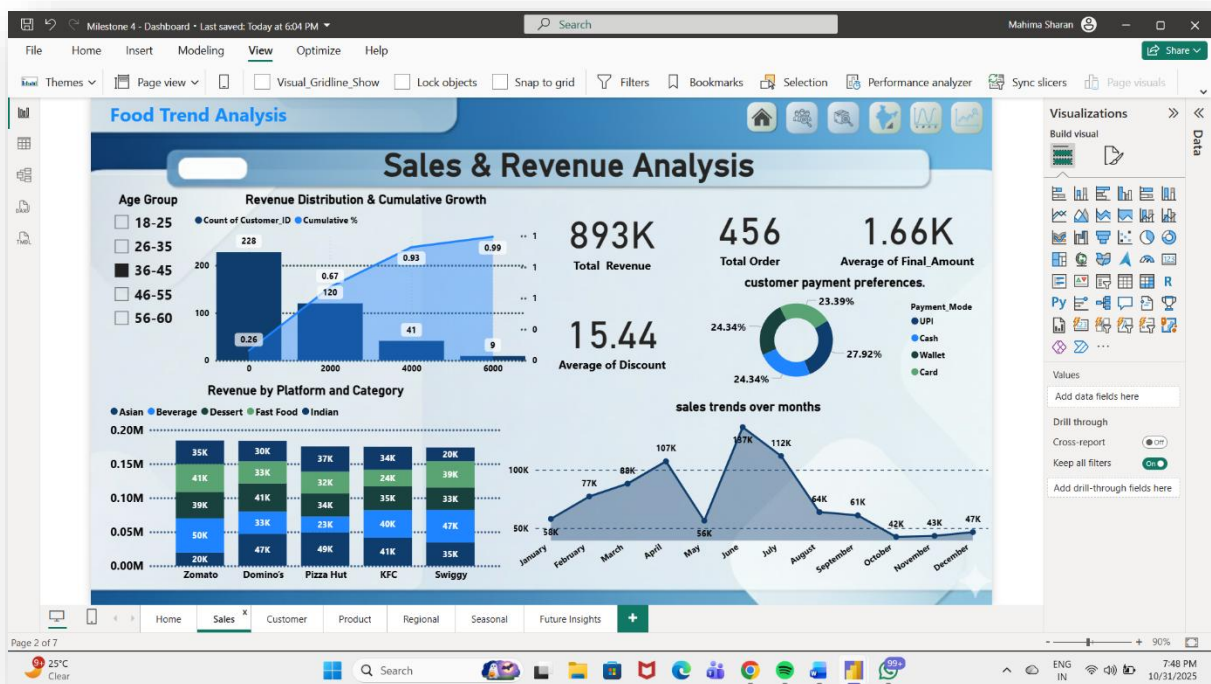 Milestone 4 - Dashboard • Last saved: Today at 6:04 PM
Search
Mahima Sharan
File Home Insert Modeling View Optimize Help
Share
Themes Page view Visual_Gridline_Show Lock objects Snap to grid Filters Bookmarks Selection Performance analyzer Sync slicers Page visuals
Food Trend Analysis
Sales & Revenue Analysis
Age Group
18-25
26-35
36-45
46-55
56-60
Revenue Distribution & Cumulative Growth
Count of Customer_ID Cumulative %
228 120 41 9
0.26 0.67 0.93 0.99
200
100
0
1
1
1
0
0
0 2000 4000 6000
893K
Total Revenue
456
Total Order
1.66K
Average of Final_Amount
15.44
Average of Discount
customer payment preferences.
23.39%
27.92%
24.34%
24.34%
Payment_Mode
UPI
Cash
Wallet
Card
Revenue by Platform and Category
Asian Beverage Dessert Fast Food Indian
0.20M
0.15M
0.10M
0.05M
0.00M
35K 30K 37K 34K 20K
41K 33K 32K 24K 39K
39K 41K 34K 35K 33K
50K 33K 23K 40K 47K
20K 47K 49K 41K 35K
Zomato Domino's Pizza Hut KFC Swiggy
sales trends over months
100K
50K
58K 77K 88K 107K 56K 137K 112K 64K 61K 42K 43K 47K
January February March April May June July August September October November December
Visualizations
Build visual
Py
R
123
Values
Add data fields here
Drill through
Cross-report Off
Keep all filters On
Add drill-through fields here
Data
DAX
TMDL
Home Sales Customer Product Regional Seasonal Future Insights
Page 2 of 7
90%
9+
25°C
Clear
Search
99+
ENG
IN
7:48 PM
10/31/2025